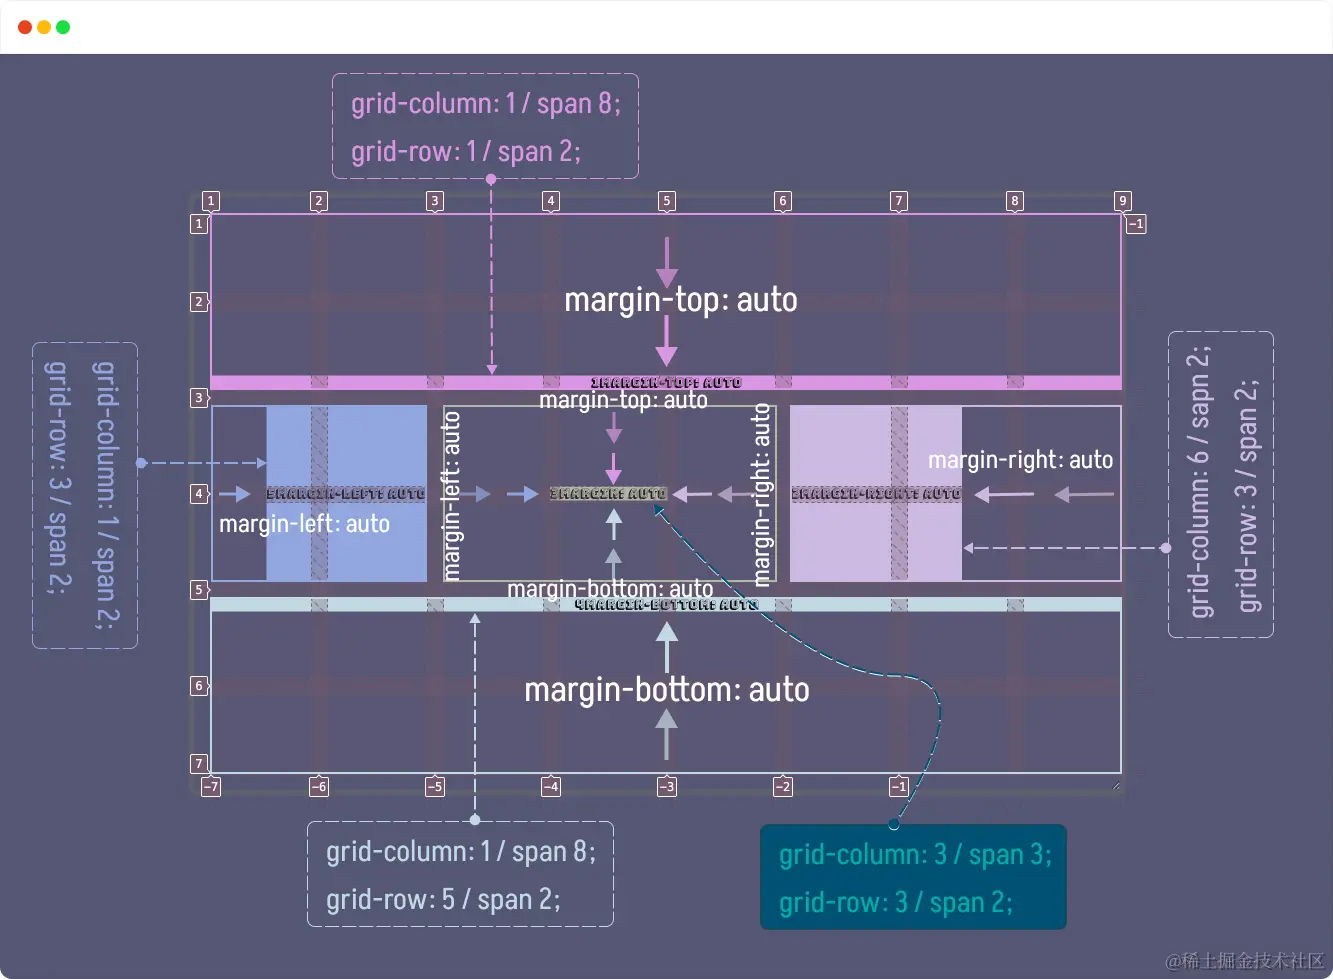 grid-column: 1 / span 8;
grid-row: 1 / span 2;
1
2
3
4
5
6
7
8
9
1
-1
margin-top: auto
2
1MARGIN-TOP: AUTO
3
margin-top: auto
grid-column: 1 / span 2;
grid-row: 3 / span 2;
margin-left: auto
margin-right: auto
margin-right: auto
grid-column: 6 / sapn 2;
grid-row: 3 / span 2;
4
5MARGIN-LEFT: AUTO
MARGIN: AUTO
MARGIN-RIGHT: AUTO
margin-left: auto
5
margin-bottom: auto
4MARGIN-BOTTOM: AUTO
6
margin-bottom: auto
7
-7
-6
-5
-4
-3
-2
-1
grid-column: 1 / span 8;
grid-row: 5 / span 2;
grid-column: 3 / span 3;
grid-row: 3 / span 2;
@稀土掘金技术社区